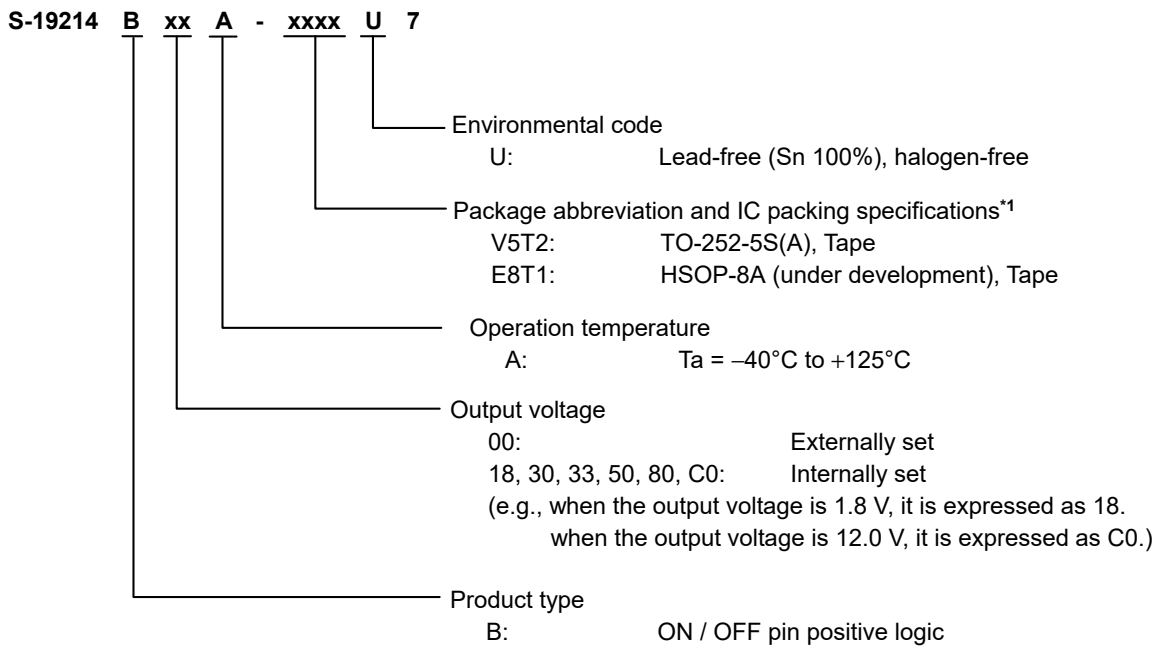 S-19214 B xx A - xxxx U 7
Environmental code
U: Lead-free (Sn 100%), halogen-free
Package abbreviation and IC packing specifications*1
V5T2: TO-252-5S(A), Tape
E8T1: HSOP-8A (under development), Tape
Operation temperature
A: Ta = −40°C to +125°C
Output voltage
00: Externally set
18, 30, 33, 50, 80, C0: Internally set
(e.g., when the output voltage is 1.8 V, it is expressed as 18.
when the output voltage is 12.0 V, it is expressed as C0.)
Product type
B: ON / OFF pin positive logic